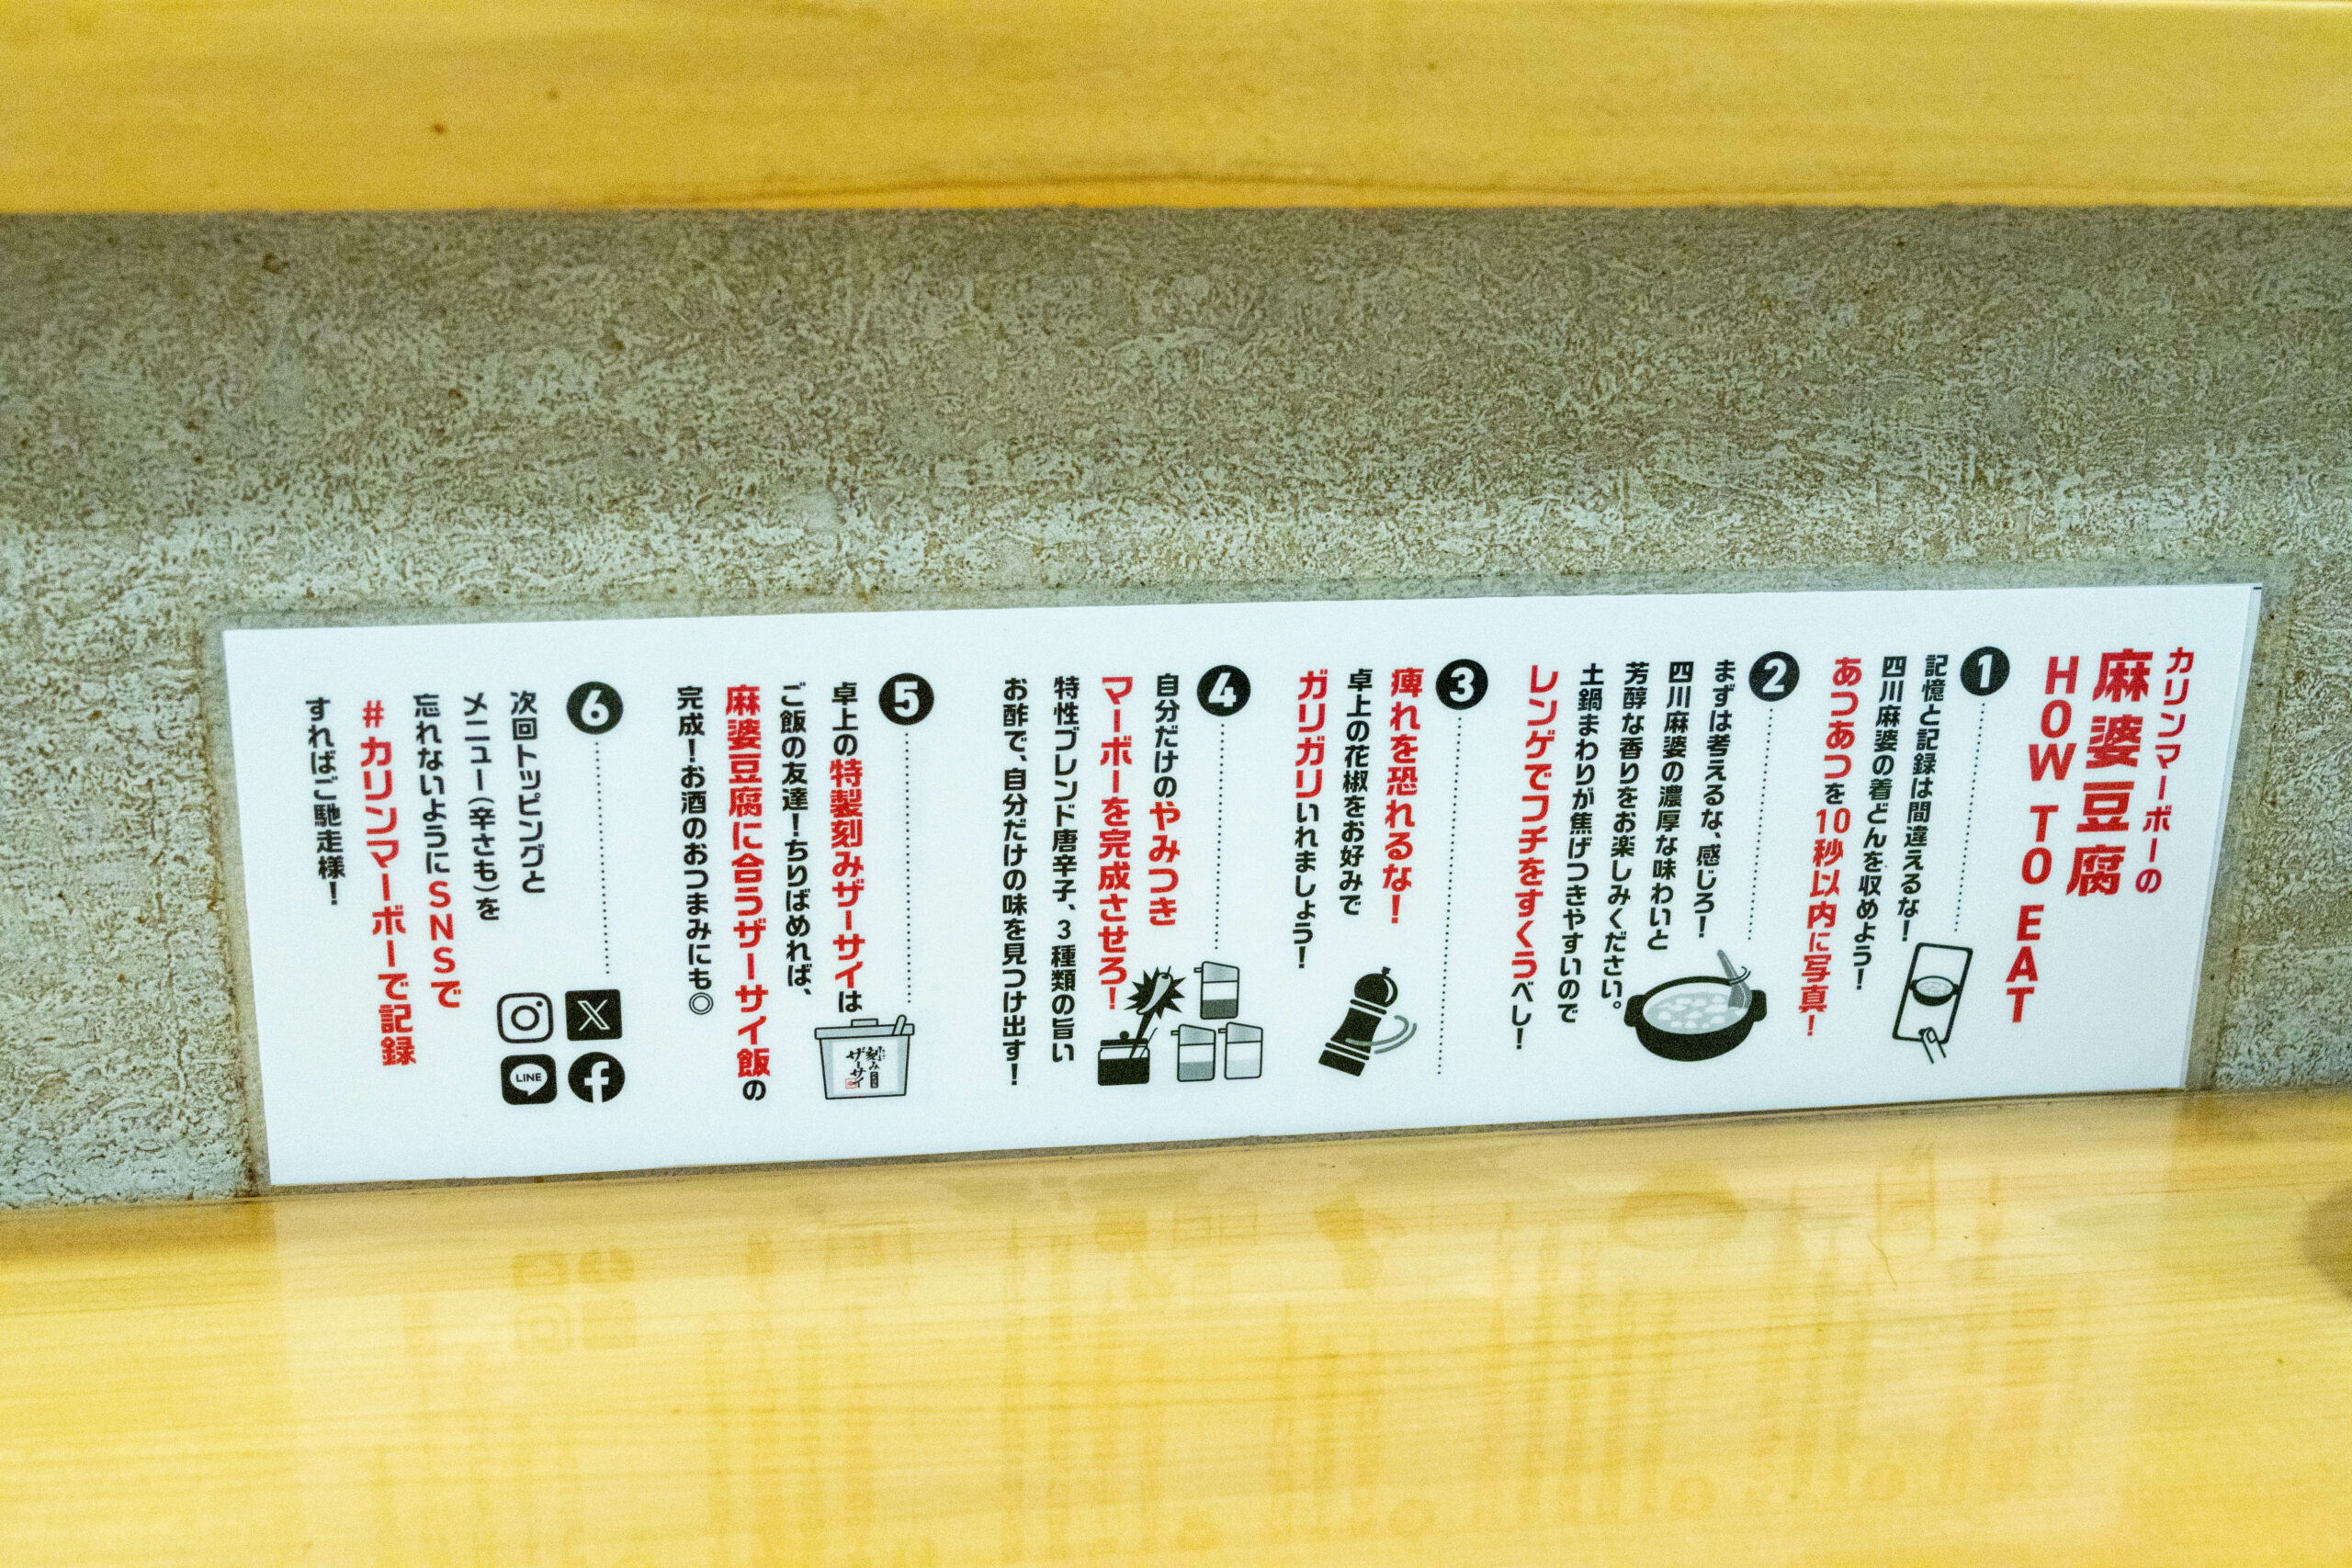 カリンマーボーの
麻婆豆腐
HOW TO EAT
1
記憶と記録は間違えるな!
四川麻婆の着どんを収めよう!
あつあつを10秒以内に写真!
2
まずは考えるな、感じろ!
四川麻婆の濃厚な味わいと
芳醇な香りをお楽しみください。
土鍋まわりが焦げつきやすいので
レンゲでフチをすくうべし!
3
痺れを恐れるな!
卓上の花椒をお好みで
ガリガリいれましょう!
4
自分だけのやみつき
マーボーを完成させろ!
特性ブレンド唐辛子、3種類の旨い
お酢で、自分だけの味を見つけ出す!
5
卓上の特製刻みザーサイは
ご飯の友達!ちりばめれば、
麻婆豆腐に合うザーサイ飯の
完成!お酒のおつまみにも◎
刻み
ザーサイ
6
次回トッピングと
メニュー(辛さも)を
忘れないようにSNSで
#カリンマーボーで記録
すればご馳走様!
X
LINE
f